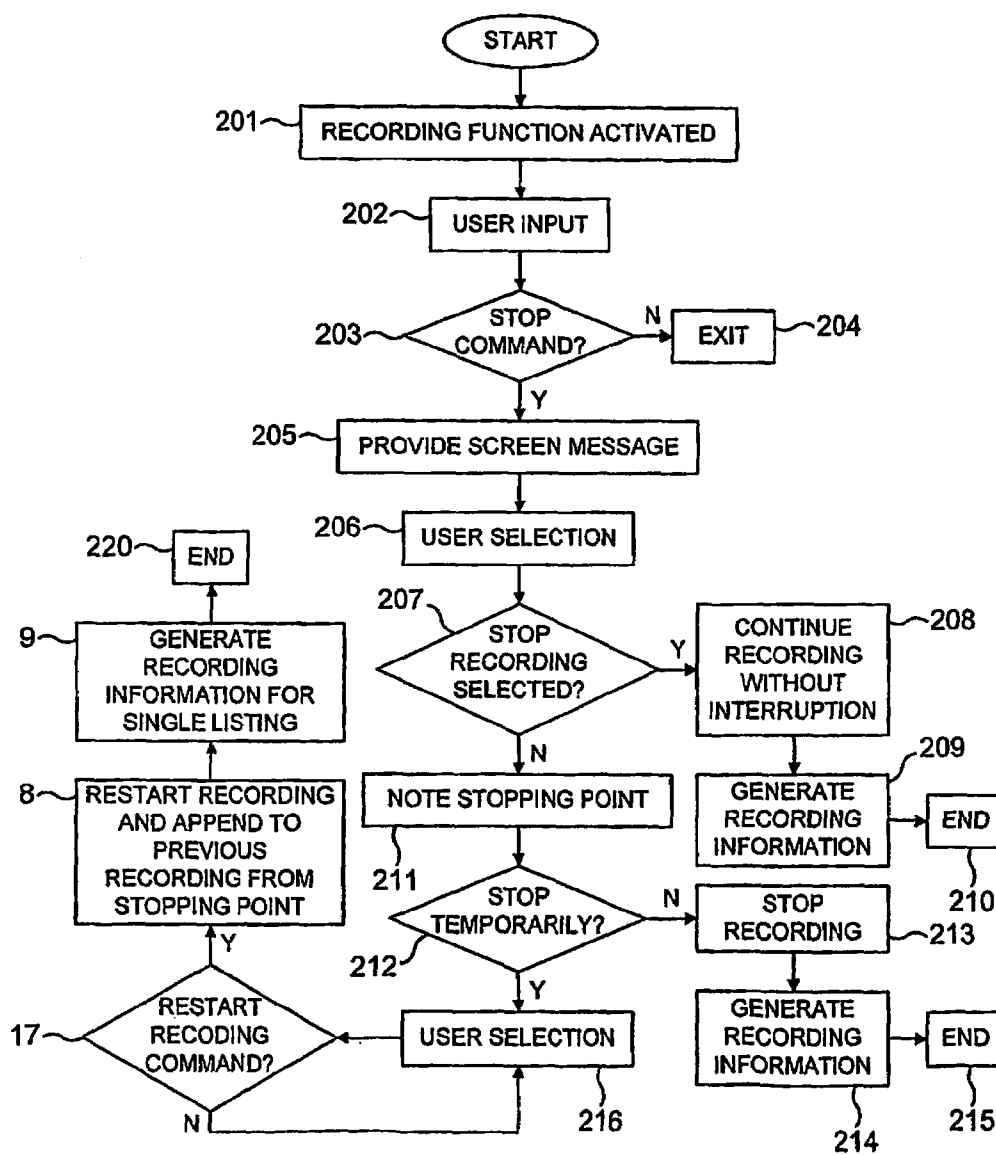 START
201
RECORDING FUNCTION ACTIVATED
202
USER INPUT
203
STOP
COMMAND?
N
EXIT
204
Y
205
PROVIDE SCREEN MESSAGE
206
USER SELECTION
220
END
207
STOP
RECORDING
SELECTED?
Y
CONTINUE
RECORDING
WITHOUT
INTERRUPTION
208
9
GENERATE
RECORDING
INFORMATION FOR
SINGLE LISTING
N
8
RESTART RECORDING
AND APPEND TO
PREVIOUS
RECORDING FROM
STOPPING POINT
NOTE STOPPING POINT
211
GENERATE
RECORDING
INFORMATION
209
END
210
STOP
TEMPORARILY?
212
N
STOP
RECORDING
213
Y
Y
17
RESTART
RECODING
COMMAND?
N
USER SELECTION
216
GENERATE
RECORDING
INFORMATION
214
END
215